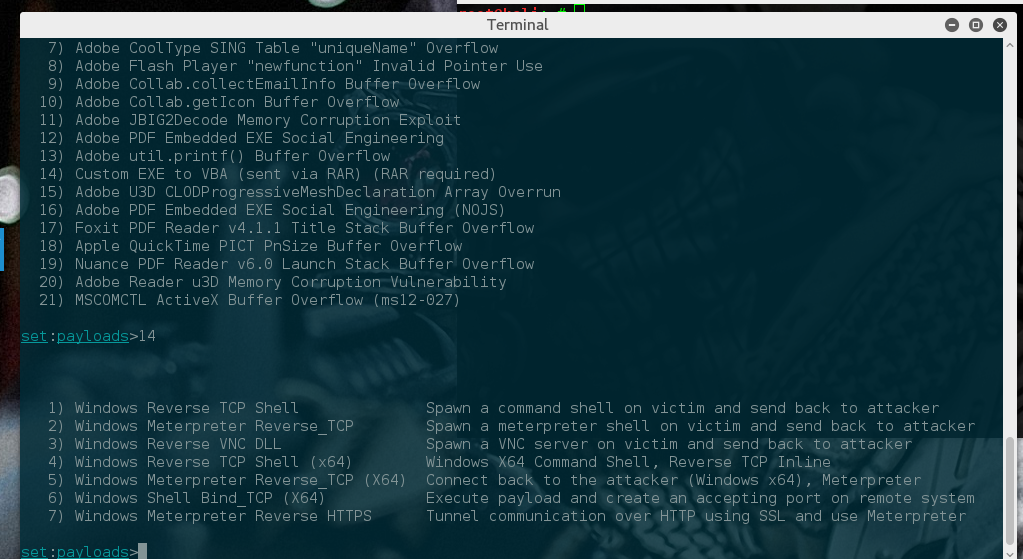 root@kali:~#
Terminal
7) Adobe CoolType SING Table "uniqueName" Overflow
8) Adobe Flash Player "newfunction" Invalid Pointer Use
9) Adobe Collab.collectEmailInfo Buffer Overflow
10) Adobe Collab.getIcon Buffer Overflow
11) Adobe JBIG2Decode Memory Corruption Exploit
12) Adobe PDF Embedded EXE Social Engineering
13) Adobe util.printf() Buffer Overflow
14) Custom EXE to VBA (sent via RAR) (RAR required)
15) Adobe U3D CLODProgressiveMeshDeclaration Array Overrun
16) Adobe PDF Embedded EXE Social Engineering (NOJS)
17) Foxit PDF Reader v4.1.1 Title Stack Buffer Overflow
18) Apple QuickTime PICT PnSize Buffer Overflow
19) Nuance PDF Reader v6.0 Launch Stack Buffer Overflow
20) Adobe Reader u3D Memory Corruption Vulnerability
21) MSCOMCTL ActiveX Buffer Overflow (ms12-027)
set:payloads>14
1) Windows Reverse TCP Shell Spawn a command shell on victim and send back to attacker
2) Windows Meterpreter Reverse_TCP Spawn a meterpreter shell on victim and send back to attacker
3) Windows Reverse VNC DLL Spawn a VNC server on victim and send back to attacker
4) Windows Reverse TCP Shell (x64) Windows X64 Command Shell, Reverse TCP Inline
5) Windows Meterpreter Reverse_TCP (X64) Connect back to the attacker (Windows x64), Meterpreter
6) Windows Shell Bind_TCP (X64) Execute payload and create an accepting port on remote system
7) Windows Meterpreter Reverse HTTPS Tunnel communication over HTTP using SSL and use Meterpreter
set:payloads>